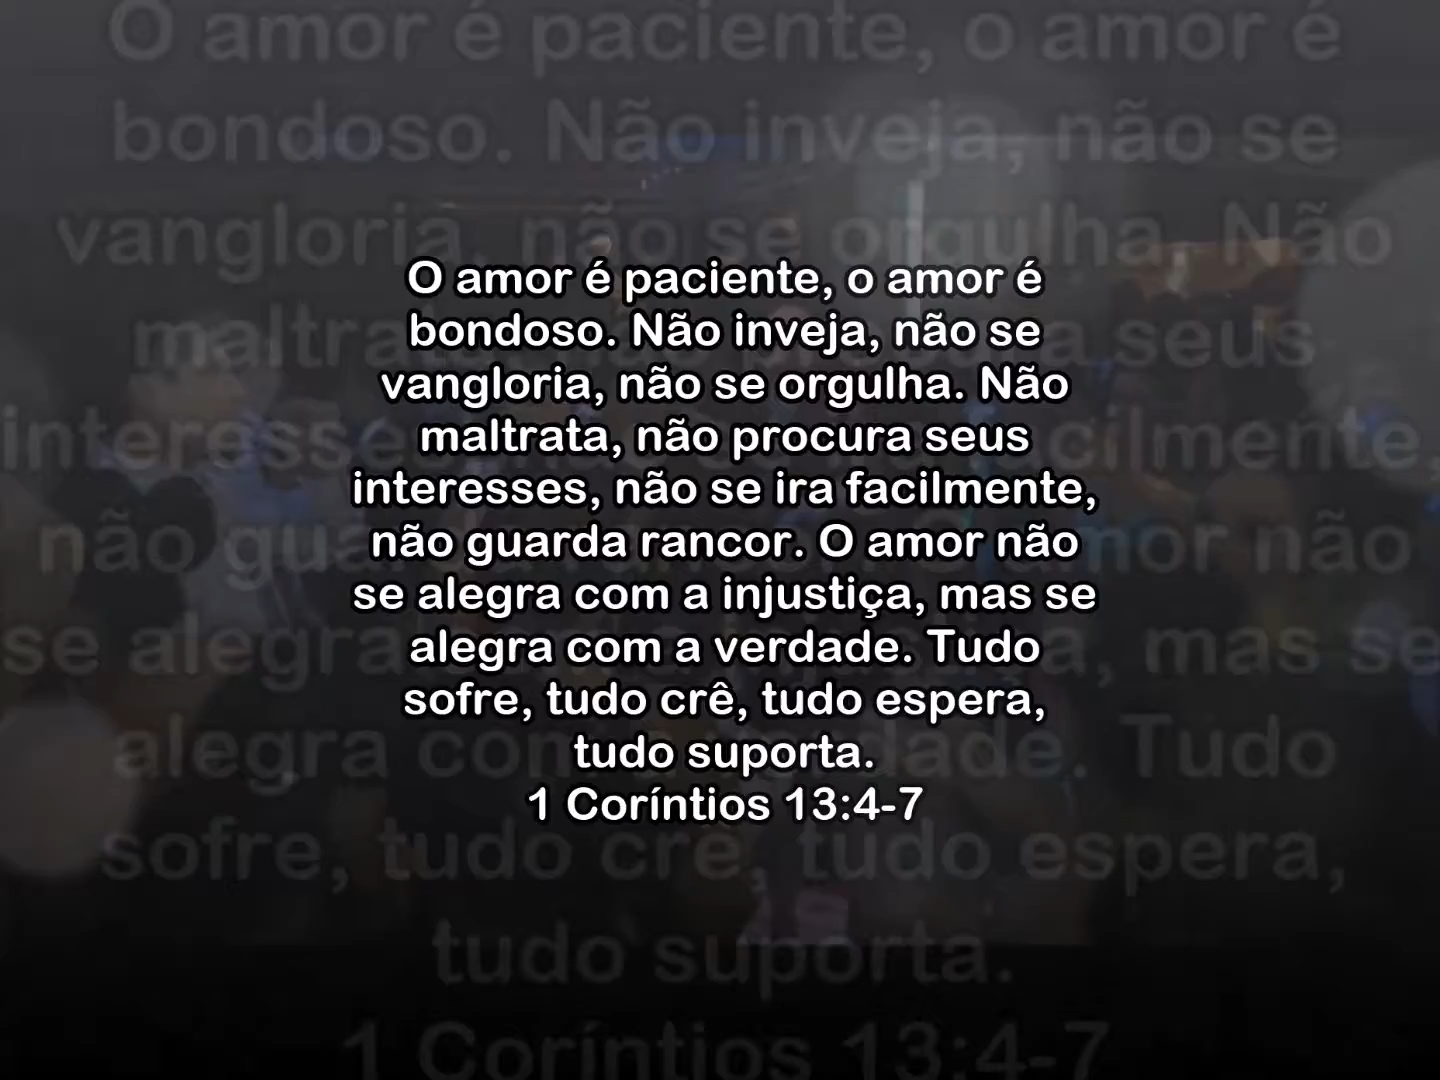 O amor é paciente, o amor é
bondoso. Não inveja, não se
vangloria, não se orgulha. Não
maltrata, não procura seus
interesses, não se ira facilmente,
não guarda rancor. O amor não
se alegra com a injustiça, mas se
alegra com a verdade. Tudo
sofre, tudo crê, tudo espera,
tudo suporta.
1 Coríntios 13:4-7